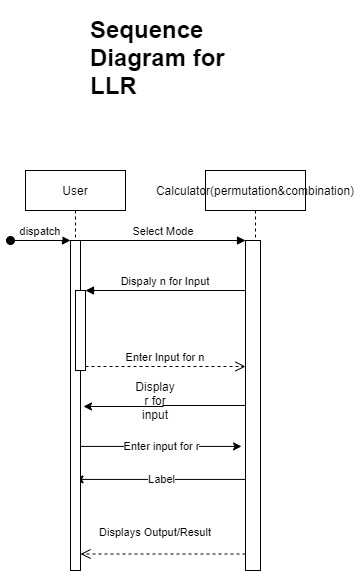 Sequence
Diagram for
LLR
User
Calculator(permutation&combination)
dispatch
Select Mode
Dispaly n for Input
Enter Input for n
Display
r for
input
Enter input for r
Label
Displays Output/Result